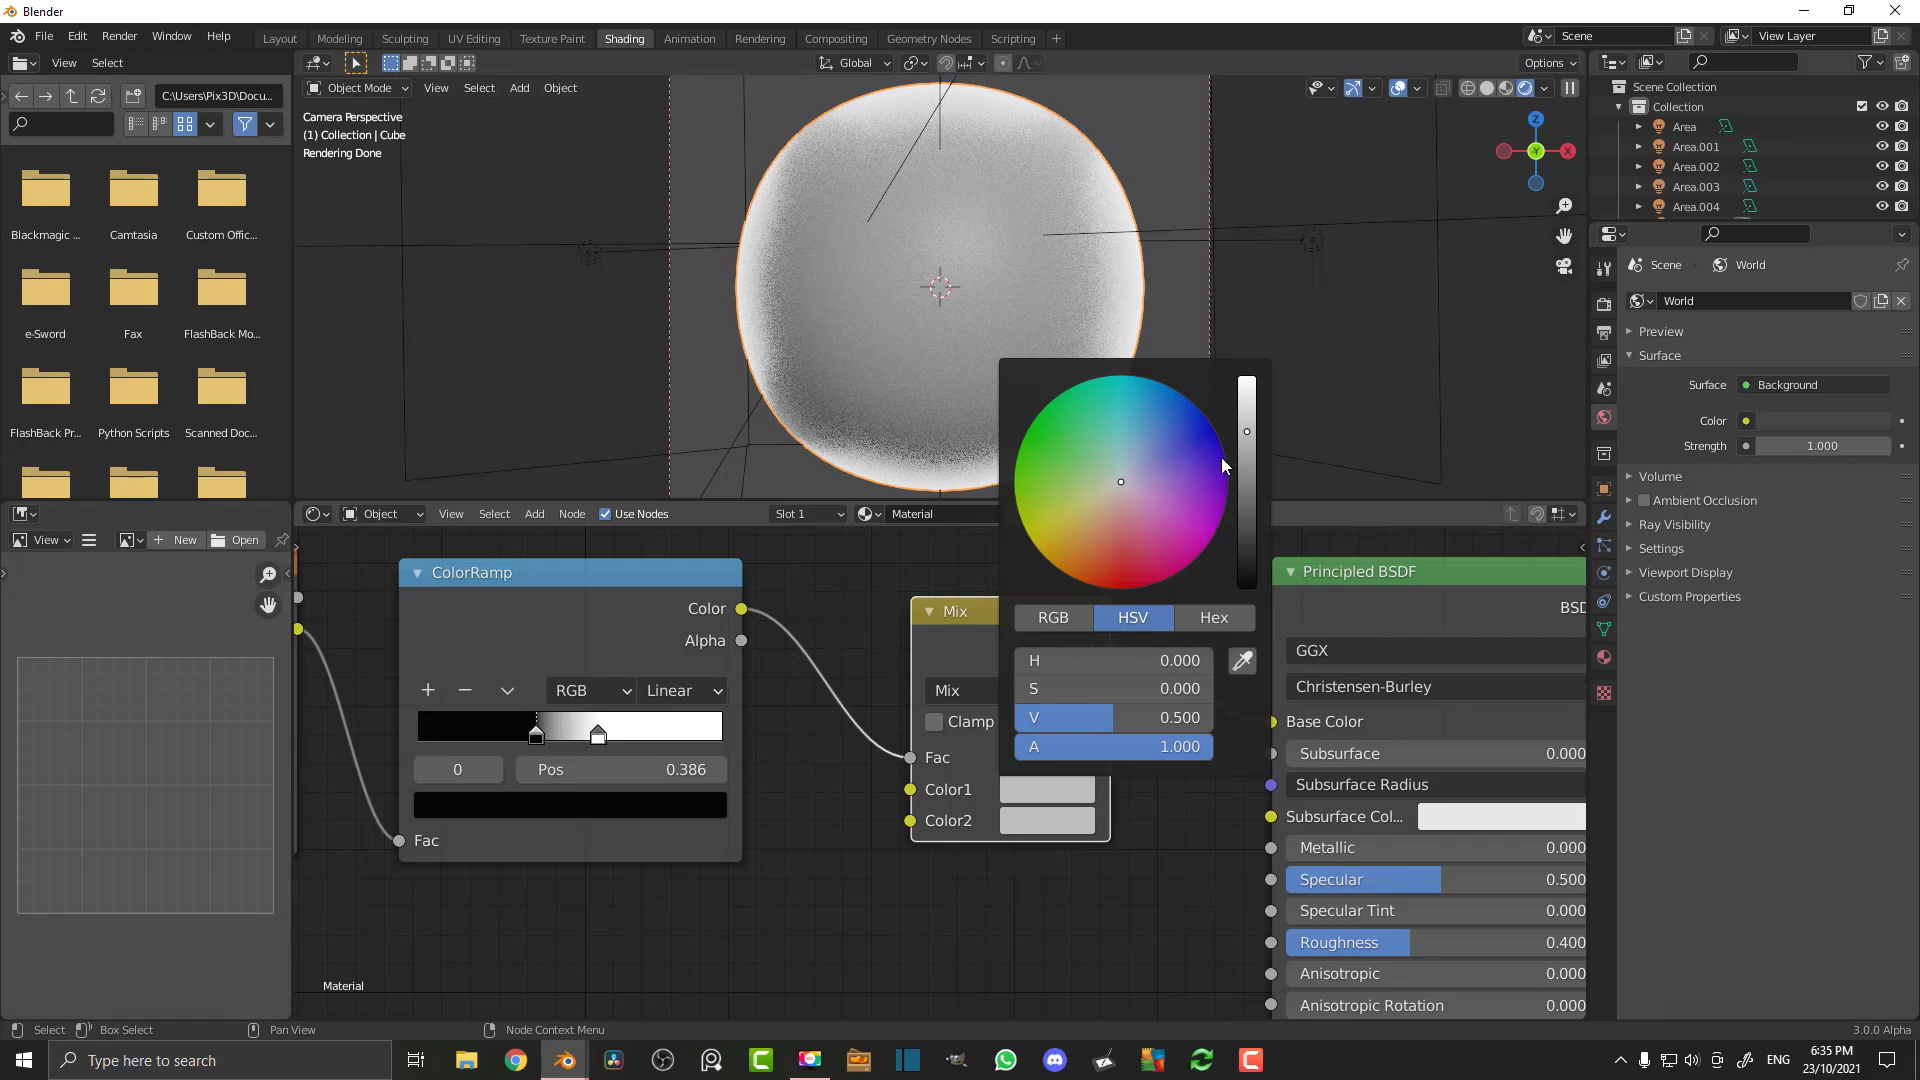 Blender
File Edit Render Window Help
Layout Modeling Sculpting UV Editing Texture Paint Shading Animation Rendering Compositing Geometry Nodes Scripting
Scene
View Layer
View Select
Global
Options
C:\Users\Pix3D\Docu...
Object Mode View Select Add Object
Camera Perspective
(1) Collection | Cube
Rendering Done
Z
X
-Y
Scene Collection
Collection
Area
Area.001
Area.002
Area.003
Area.004
Blackmagic ...
Camtasia
Custom Offic...
e-Sword
Fax
FlashBack Mo...
FlashBack Pr...
Python Scripts
Scanned Doc...
Scene
World
World
Preview
Surface
Surface
Background
Color
Strength
1.000
Volume
Ambient Occlusion
Ray Visibility
Settings
Viewport Display
Custom Properties
View
New
Open
Object View Select Add Node Use Nodes Slot 1 Material
ColorRamp
Color
Alpha
RGB
Linear
0
Pos
0.386
Fac
Mix
Mix
Clamp
Fac
Color1
Color2
RGB HSV Hex
H 0.000
S 0.000
V 0.500
A 1.000
Principled BSDF
BSD
GGX
Christensen-Burley
Base Color
Subsurface 0.000
Subsurface Radius
Subsurface Col...
Metallic 0.000
Specular 0.500
Specular Tint 0.000
Roughness 0.400
Anisotropic 0.000
Anisotropic Rotation 0.000
Material
Select
Box Select
Pan View
Node Context Menu
3.0.0 Alpha
Type here to search
ENG
6:35 PM
23/10/2021